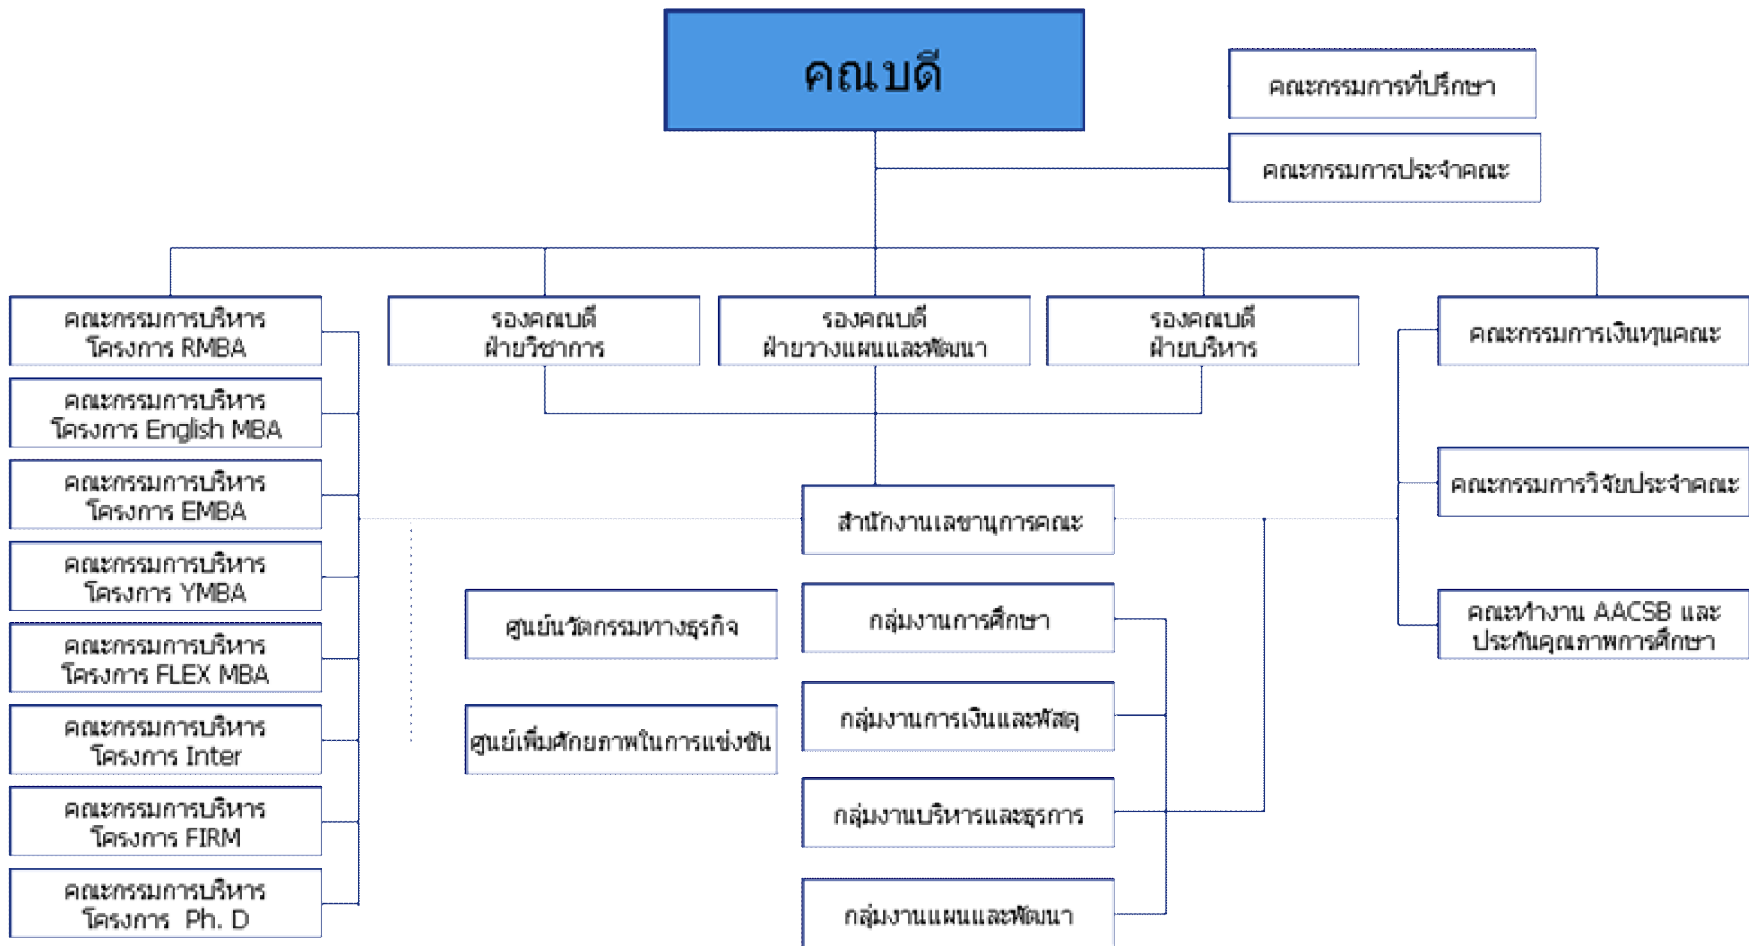 คณบดี
คณะกรรมการที่ปรึกษา
คณะกรรมการประจำคณะ
คณะกรรมการบริหาร
โครงการ RMBA
รองคณบดี
ฝ่ายวิชาการ
รองคณบดี
ฝ่ายวางแผนและพัฒนา
รองคณบดี
ฝ่ายบริหาร
คณะกรรมการเงินทุนคณะ
คณะกรรมการบริหาร
โครงการ English MBA
คณะกรรมการบริหาร
โครงการ EMBA
คณะกรรมการวิจัยประจำคณะ
สำนักงานเลขานุการคณะ
คณะกรรมการบริหาร
โครงการ YMBA
ศูนย์นวัตกรรมทางธุรกิจ
กลุ่มงานการศึกษา
คณะทำงาน AACSB และ
ประกันคุณภาพการศึกษา
คณะกรรมการบริหาร
โครงการ FLEX MBA
คณะกรรมการบริหาร
โครงการ Inter
ศูนย์เพิ่มศักยภาพในการแข่งขัน
กลุ่มงานการเงินและพัสดุ
คณะกรรมการบริหาร
โครงการ FIRM
กลุ่มงานบริหารและธุรการ
คณะกรรมการบริหาร
โครงการ Ph. D
กลุ่มงานแผนและพัฒนา